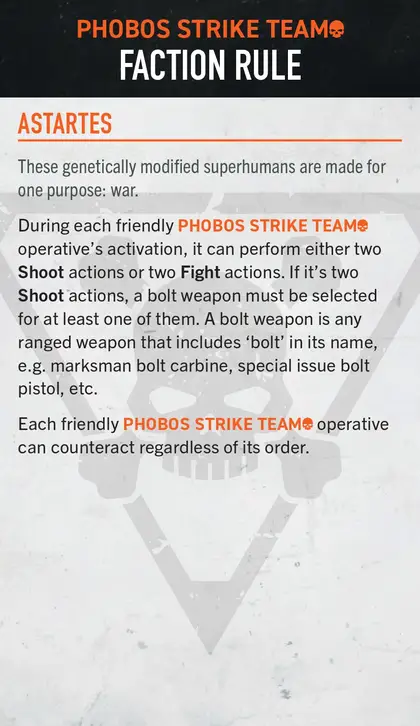 PHOBOS STRIKE TEAM
FACTION RULE
ASTARTES
These genetically modified superhumans are made for
one purpose: war.
During each friendly PHOBOS STRIKE TEAM
operative’s activation, it can perform either two
Shoot actions or two Fight actions. If it’s two
Shoot actions, a bolt weapon must be selected
for at least one of them. A bolt weapon is any
ranged weapon that includes ‘bolt’ in its name,
e.g. marksman bolt carbine, special issue bolt
pistol, etc.
Each friendly PHOBOS STRIKE TEAM operative
can counteract regardless of its order.